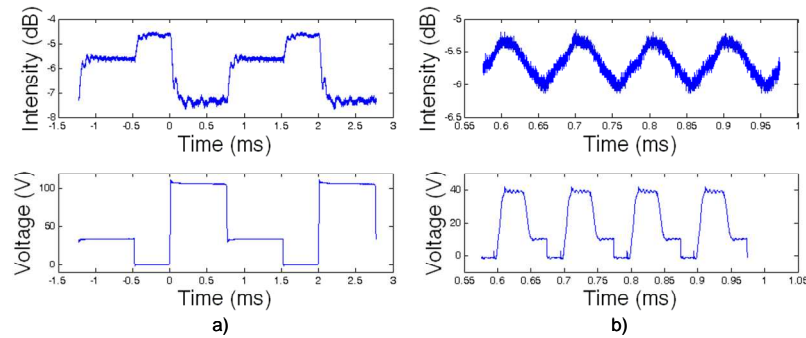 Intensity (dB)
-4
-5
-6
-7
-8
-1.5 -1 -0.5 0 0.5 1 1.5 2 2.5 3
Time (ms)
Intensity (dB)
-5
-5.5
-6
-6.5
0.55 0.6 0.65 0.7 0.75 0.8 0.85 0.9 0.95 1
Time (ms)
Voltage (V)
100
50
0
-1.5 -1 -0.5 0 0.5 1 1.5 2 2.5 3
Time (ms)
a)
Voltage (V)
40
20
0
0.55 0.6 0.65 0.7 0.75 0.8 0.85 0.9 0.95 1 1.05
Time (ms)
b)